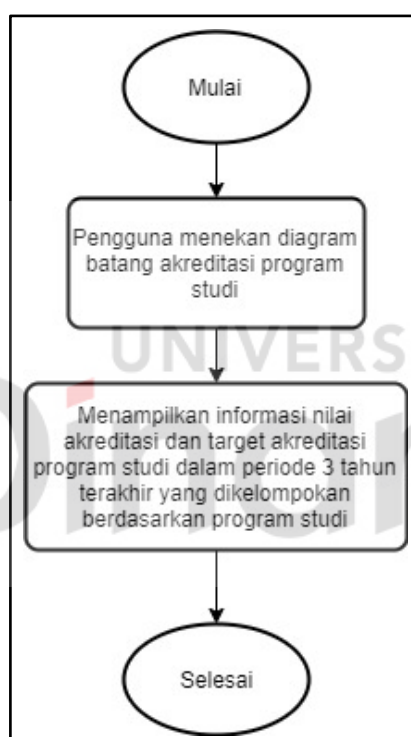 Mulai
Pengguna menekan diagram
batang akreditasi program
studi
UNIVERS
Menampilkan informasi nilai
akreditasi dan target akreditasi
program studi dalam periode 3 tahun
terakhir yang dikelompokan
berdasarkan program studi
Selesai